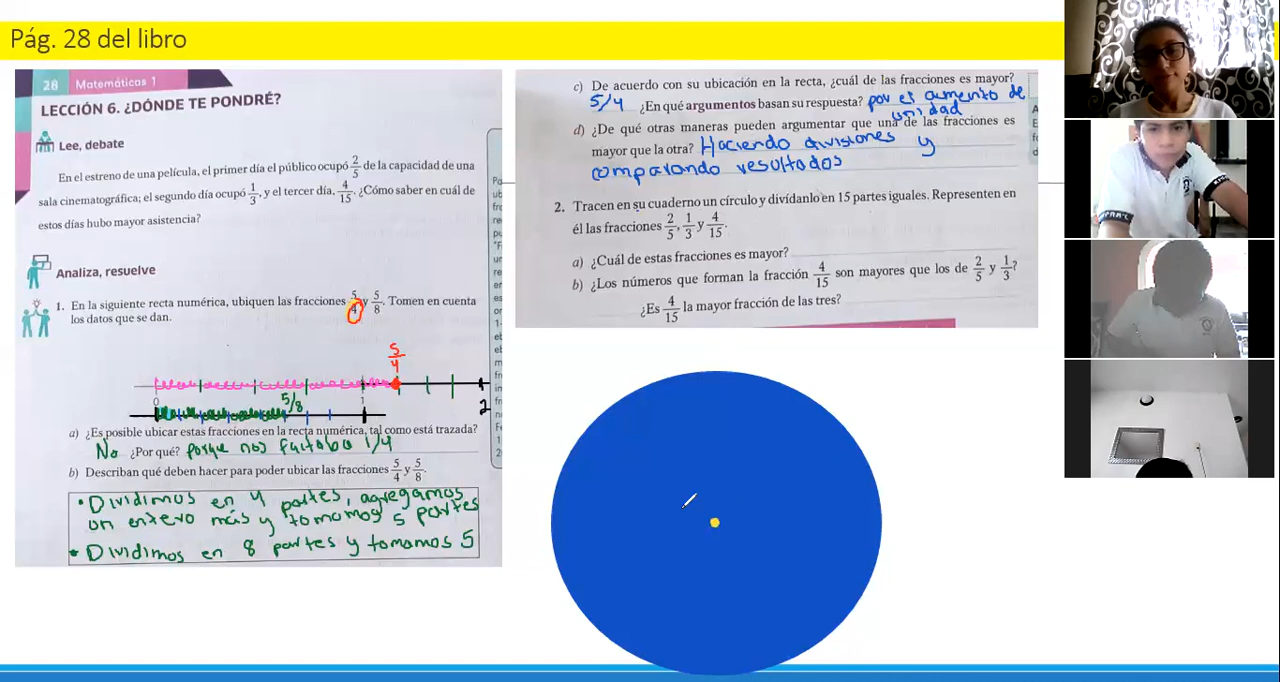 Pág. 28 del libro
28 Matemáticas 1
LECCIÓN 6. ¿DÓNDE TE PONDRÉ?
Lee, debate
En el estreno de una película, el primer día el público ocupó 2/5 de la capacidad de una
sala cinematográfica; el segundo día ocupó 1/3, y el tercer día, 4/15. ¿Cómo saber en cuál de
estos días hubo mayor asistencia?
Analiza, resuelve
1. En la siguiente recta numérica, ubiquen las fracciones 5/4 y 5/8. Tomen en cuenta
los datos que se dan.
5/4
0 5/8 1
2
a) ¿Es posible ubicar estas fracciones en la recta numérica, tal como está trazada?
No ¿Por qué? porque nos faltaba 1/4
b) Describan qué deben hacer para poder ubicar las fracciones 5/4 y 5/8.
• Dividimos en 4 partes, agregamos
un entero más y tomamos 5 partes
• Dividimos en 8 partes y tomamos 5
c) De acuerdo con su ubicación en la recta, ¿cuál de las fracciones es mayor?
5/4 ¿En qué argumentos basan su respuesta? por el aumento de
unidad
d) ¿De qué otras maneras pueden argumentar que una de las fracciones es
mayor que la otra? Haciendo divisiones y
comparando resultados
2. Tracen en su cuaderno un círculo y divídanlo en 15 partes iguales. Representen en
él las fracciones 2/5, 1/3 y 4/15.
a) ¿Cuál de estas fracciones es mayor?
b) ¿Los números que forman la fracción 4/15 son mayores que los de 2/5 y 1/3?
¿Es 4/15 la mayor fracción de las tres?